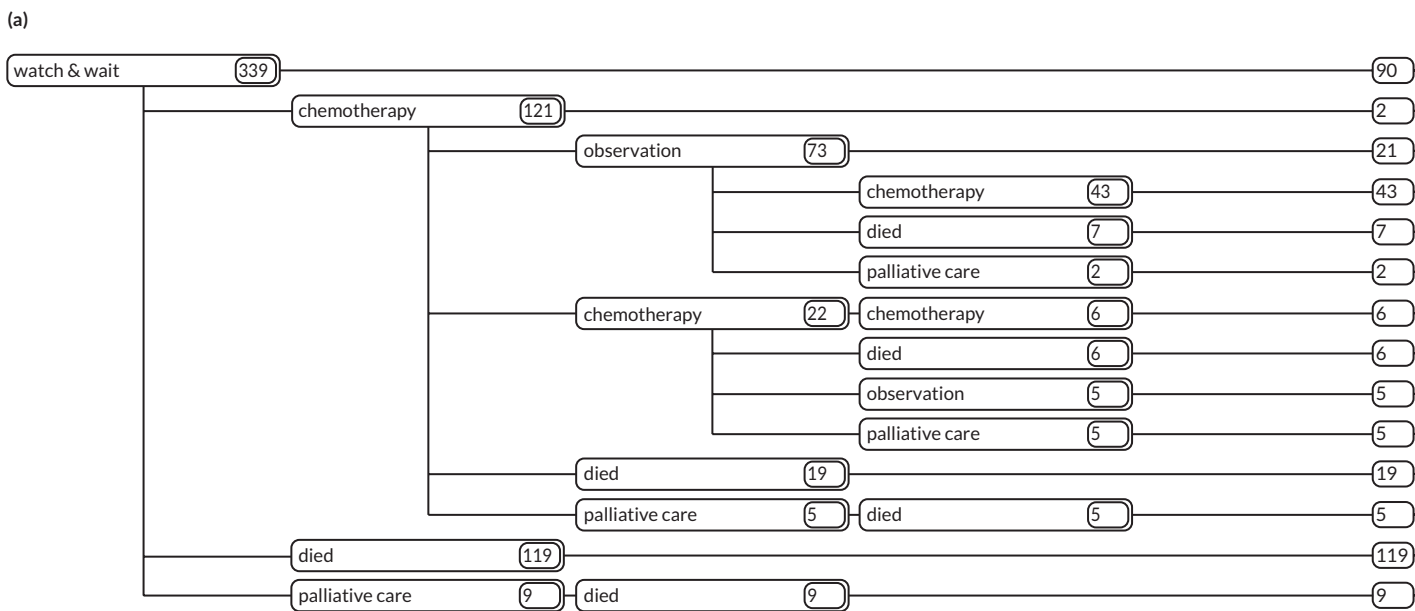 (a)
watch & wait 339 90
chemotherapy 121 2
observation 73 21
chemotherapy 43 43
died 7 7
palliative care 2 2
chemotherapy 22 chemotherapy 6 6
died 6 6
observation 5 5
palliative care 5 5
died 19 19
palliative care 5 died 5 5
died 119 119
palliative care 9 died 9 9